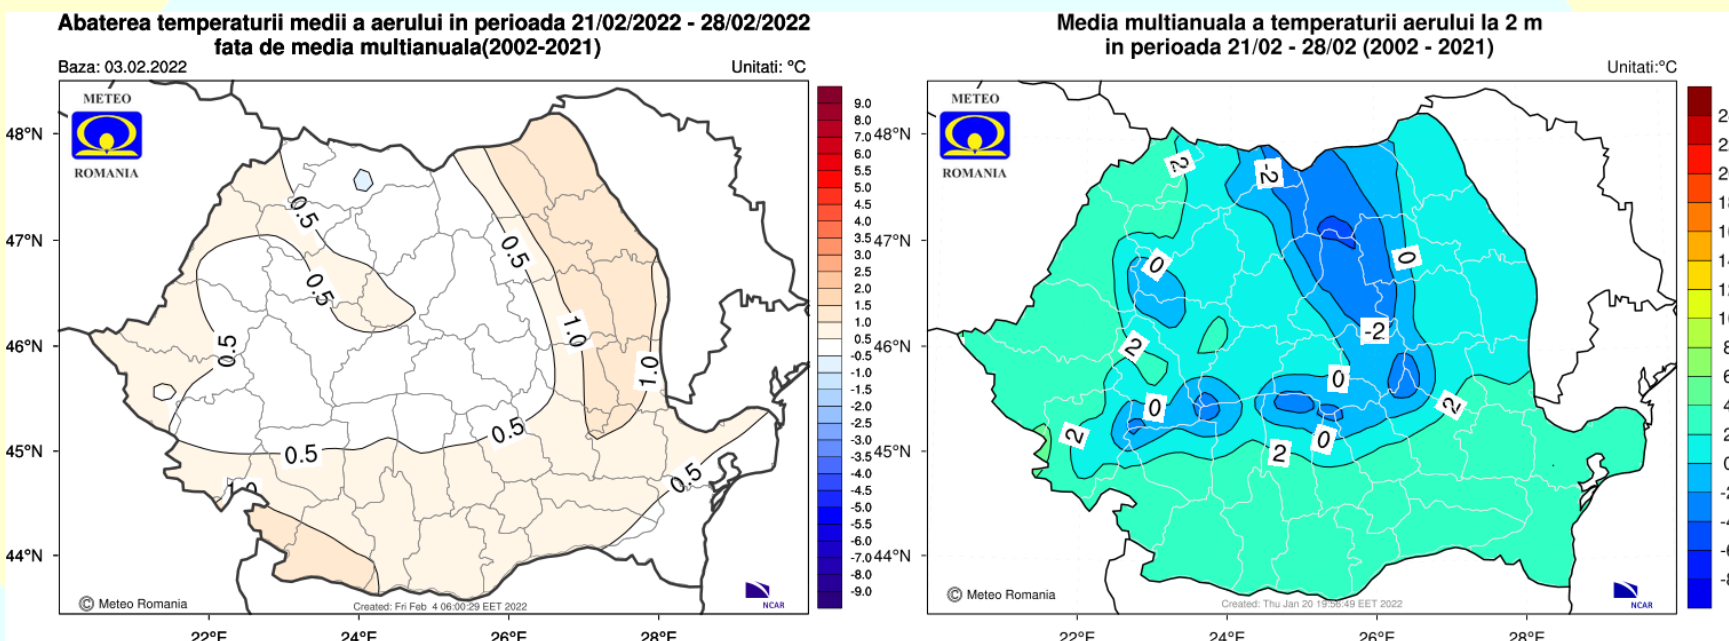 Abaterea temperaturii medii a aerului in perioada 21/02/2022 - 28/02/2022
fata de media multianuala(2002-2021)
Baza: 03.02.2022
Unitati: °C
METEO
ROMANIA
48°N
47°N
46°N
45°N
44°N
22°E
24°E
26°E
28°E
0.5
0.5
0.5
0.5
0.5
0.5
0.5
1.0
1.0
9.0
8.0
7.0
6.0
5.5
5.0
4.5
4.0
3.5
3.0
2.5
2.0
1.5
1.0
0.5
-0.5
-1.0
-1.5
-2.0
-2.5
-3.0
-3.5
-4.0
-4.5
-5.0
-5.5
-6.0
-7.0
-8.0
-9.0
© Meteo Romania
Created: Fri Feb 4 06:00:29 EET 2022
NCAR
Media multianuala a temperaturii aerului la 2 m
in perioada 21/02 - 28/02 (2002 - 2021)
Unitati:°C
METEO
ROMANIA
48°N
47°N
46°N
45°N
44°N
22°E
24°E
26°E
28°E
2
-2
0
0
-2
2
0
0
2
2
0
2
© Meteo Romania
Created: Thu Jan 20 19:56:49 EET 2022
NCAR